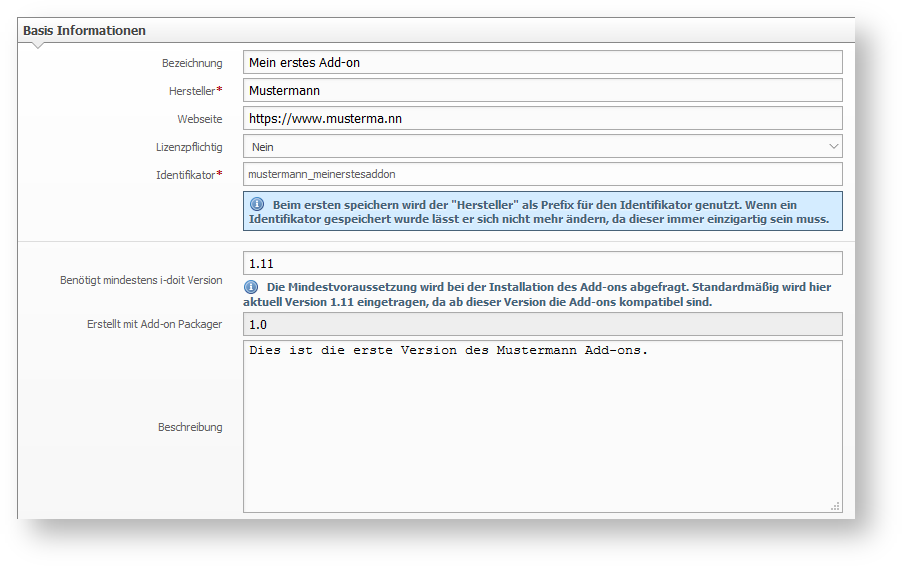 Basis Informationen
Bezeichnung Mein erstes Add-on
Hersteller* Mustermann
Webseite https://www.musterma.nn
Lizenzpflichtig Nein
Identifikator* mustermann_meinerstesaddon
Beim ersten speichern wird der "Hersteller" als Prefix für den Identifikator genutzt. Wenn ein
Identifikator gespeichert wurde lässt er sich nicht mehr ändern, da dieser immer einzigartig sein muss.
Benötigt mindestens i-doit Version 1.11
Die Mindestvoraussetzung wird bei der Installation des Add-ons abgefragt. Standardmäßig wird hier
aktuell Version 1.11 eingetragen, da ab dieser Version die Add-ons kompatibel sind.
Erstellt mit Add-on Packager 1.0
Beschreibung Dies ist die erste Version des Mustermann Add-ons.